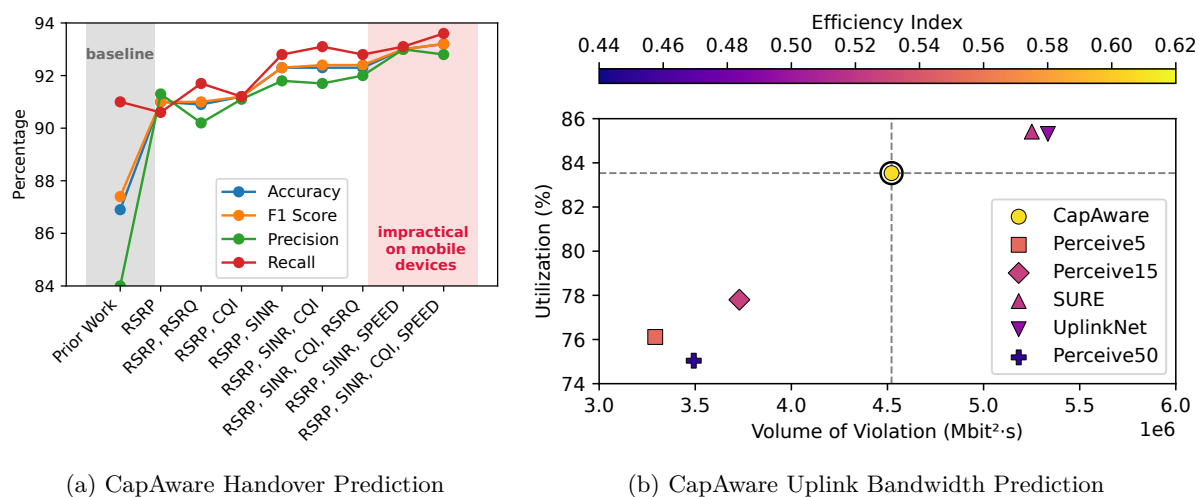 94
92
90
88
86
84
Percentage
baseline
Accuracy
F1 Score
Precision
Recall
impractical
on mobile
devices
Prior Work
RSRP
RSRP, RSRQ
RSRP, CQI
RSRP, SINR
RSRP, SINR, CQI
RSRP, SINR, CQI, RSRQ
RSRP, SINR, SPEED
RSRP, SINR, CQI, SPEED
(a) CapAware Handover Prediction
Efficiency Index
0.44 0.46 0.48 0.50 0.52 0.54 0.56 0.58 0.60 0.62
86
84
82
80
78
76
74
Utilization (%)
CapAware
Perceive5
Perceive15
SURE
UplinkNet
Perceive50
3.0 3.5 4.0 4.5 5.0 5.5 6.0
Volume of Violation (Mbit²·s)
1e6
(b) CapAware Uplink Bandwidth Prediction